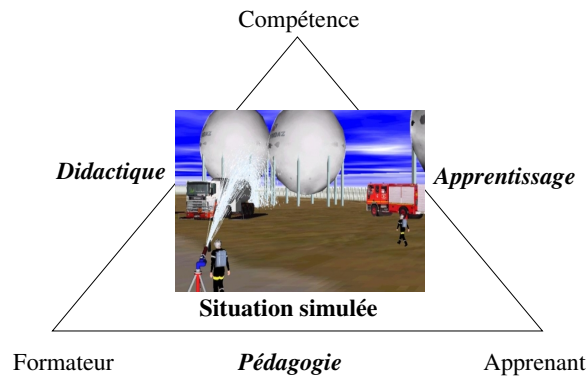 Compétence
Didactique
Apprentissage
Situation simulée
Formateur Pédagogie Apprenant